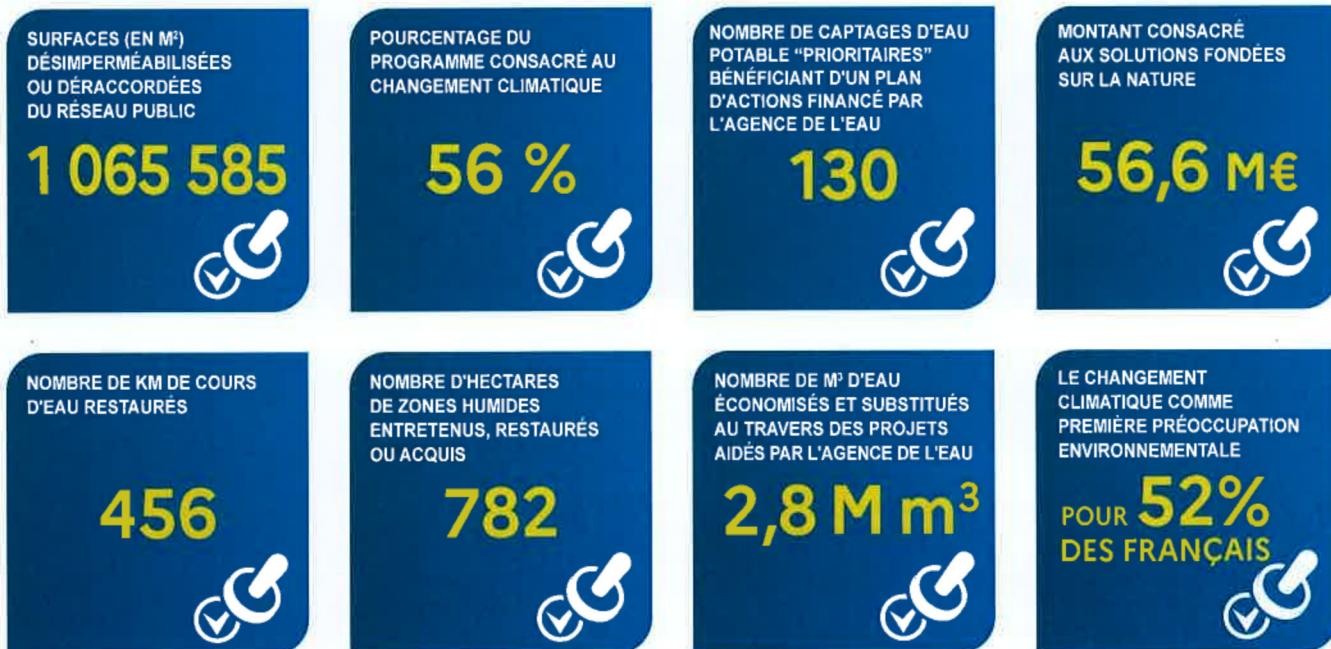 SURFACES (EN M²)
DÉSIMPERMÉABILISÉES
OU DÉRACCORDÉES
DU RÉSEAU PUBLIC
1 065 585
POURCENTAGE DU
PROGRAMME CONSACRÉ AU
CHANGEMENT CLIMATIQUE
56 %
NOMBRE DE CAPTAGES D'EAU
POTABLE “PRIORITAIRES”
BÉNÉFICIANT D'UN PLAN
D'ACTIONS FINANCÉ PAR
L'AGENCE DE L'EAU
130
MONTANT CONSACRÉ
AUX SOLUTIONS FONDÉES
SUR LA NATURE
56,6 M€
NOMBRE DE KM DE COURS
D'EAU RESTAURÉS
456
NOMBRE D'HECTARES
DE ZONES HUMIDES
ENTRETENUS, RESTAURÉS
OU ACQUIS
782
NOMBRE DE M³ D'EAU
ÉCONOMISÉS ET SUBSTITUÉS
AU TRAVERS DES PROJETS
AIDÉS PAR L'AGENCE DE L'EAU
2,8 M m³
LE CHANGEMENT
CLIMATIQUE COMME
PREMIÈRE PRÉOCCUPATION
ENVIRONNEMENTALE
POUR 52%
DES FRANÇAIS